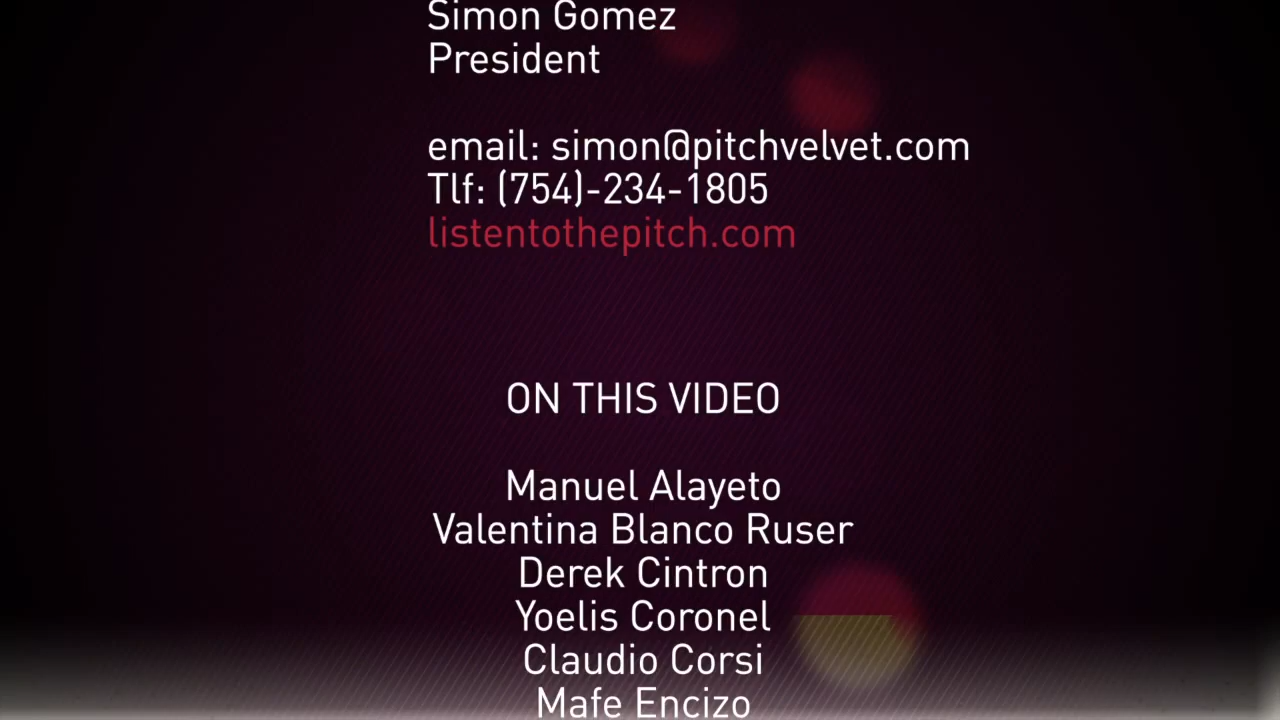 Simon Gomez
President
email: simon@pitchvelvet.com
Tlf: (754)-234-1805
listentothepitch.com
ON THIS VIDEO
Manuel Alayeto
Valentina Blanco Ruser
Derek Cintron
Yoelis Coronel
Claudio Corsi
Mafe Encizo